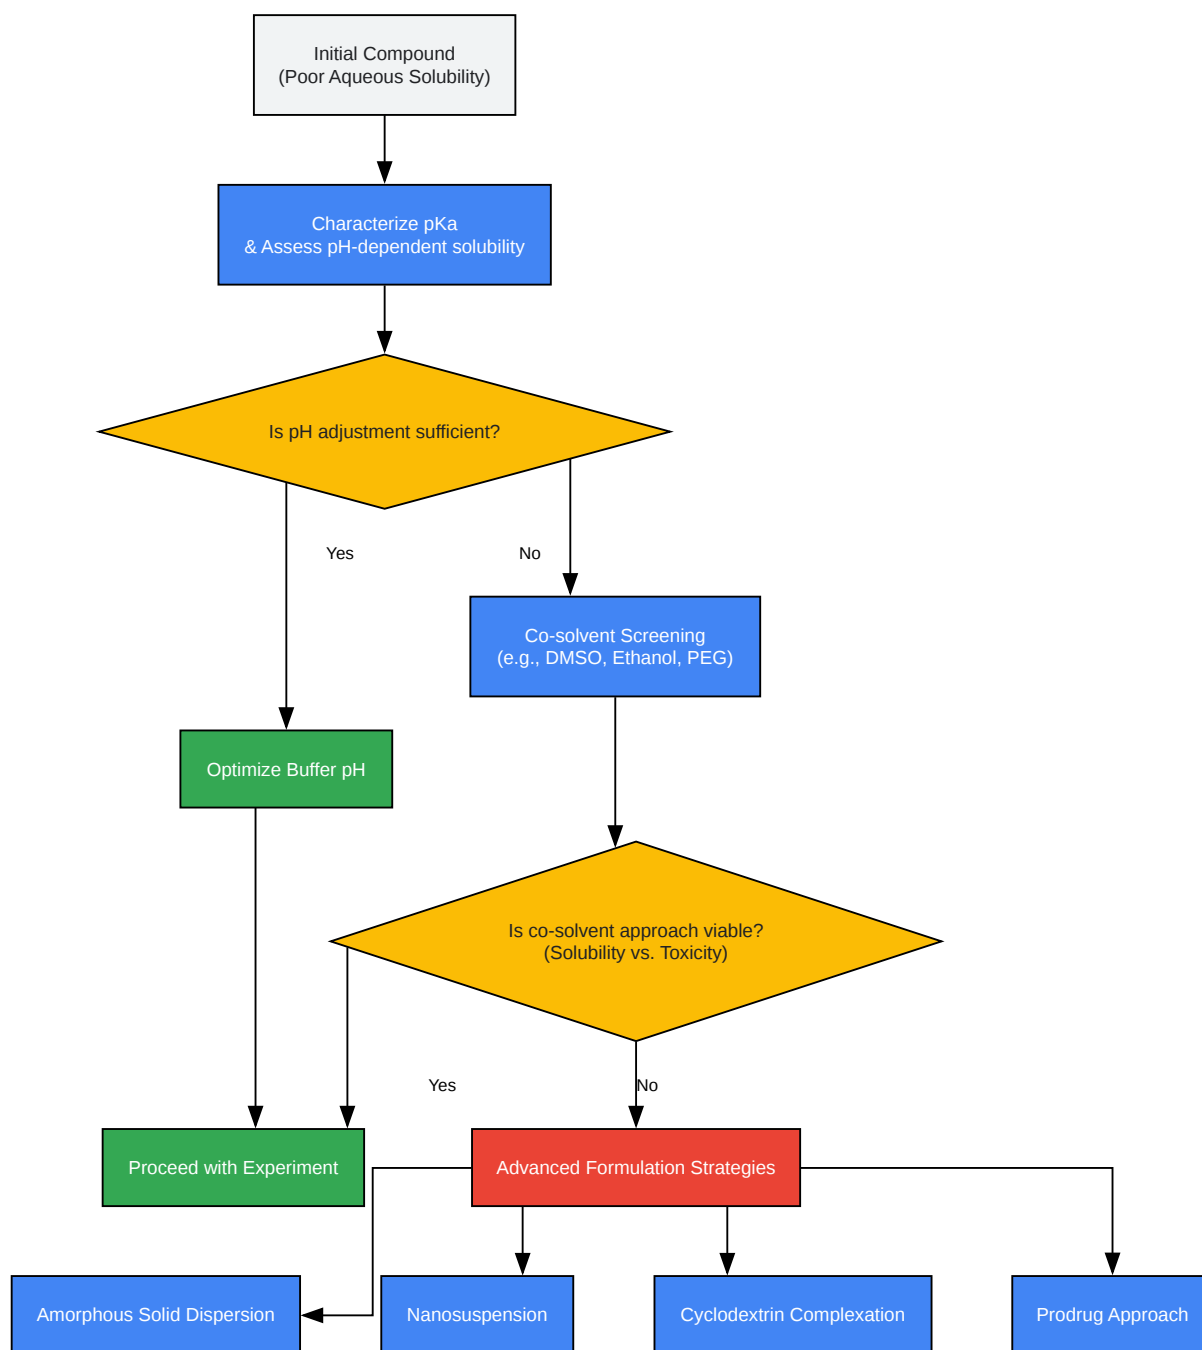 Initial Compound
(Poor Aqueous Solubility)
Characterize pKa
& Assess pH-dependent solubility
Is pH adjustment sufficient?
Yes
No
Co-solvent Screening
(e.g., DMSO, Ethanol, PEG)
Optimize Buffer pH
Is co-solvent approach viable?
(Solubility vs. Toxicity)
Yes
No
Proceed with Experiment
Advanced Formulation Strategies
Amorphous Solid Dispersion
Nanosuspension
Cyclodextrin Complexation
Prodrug Approach